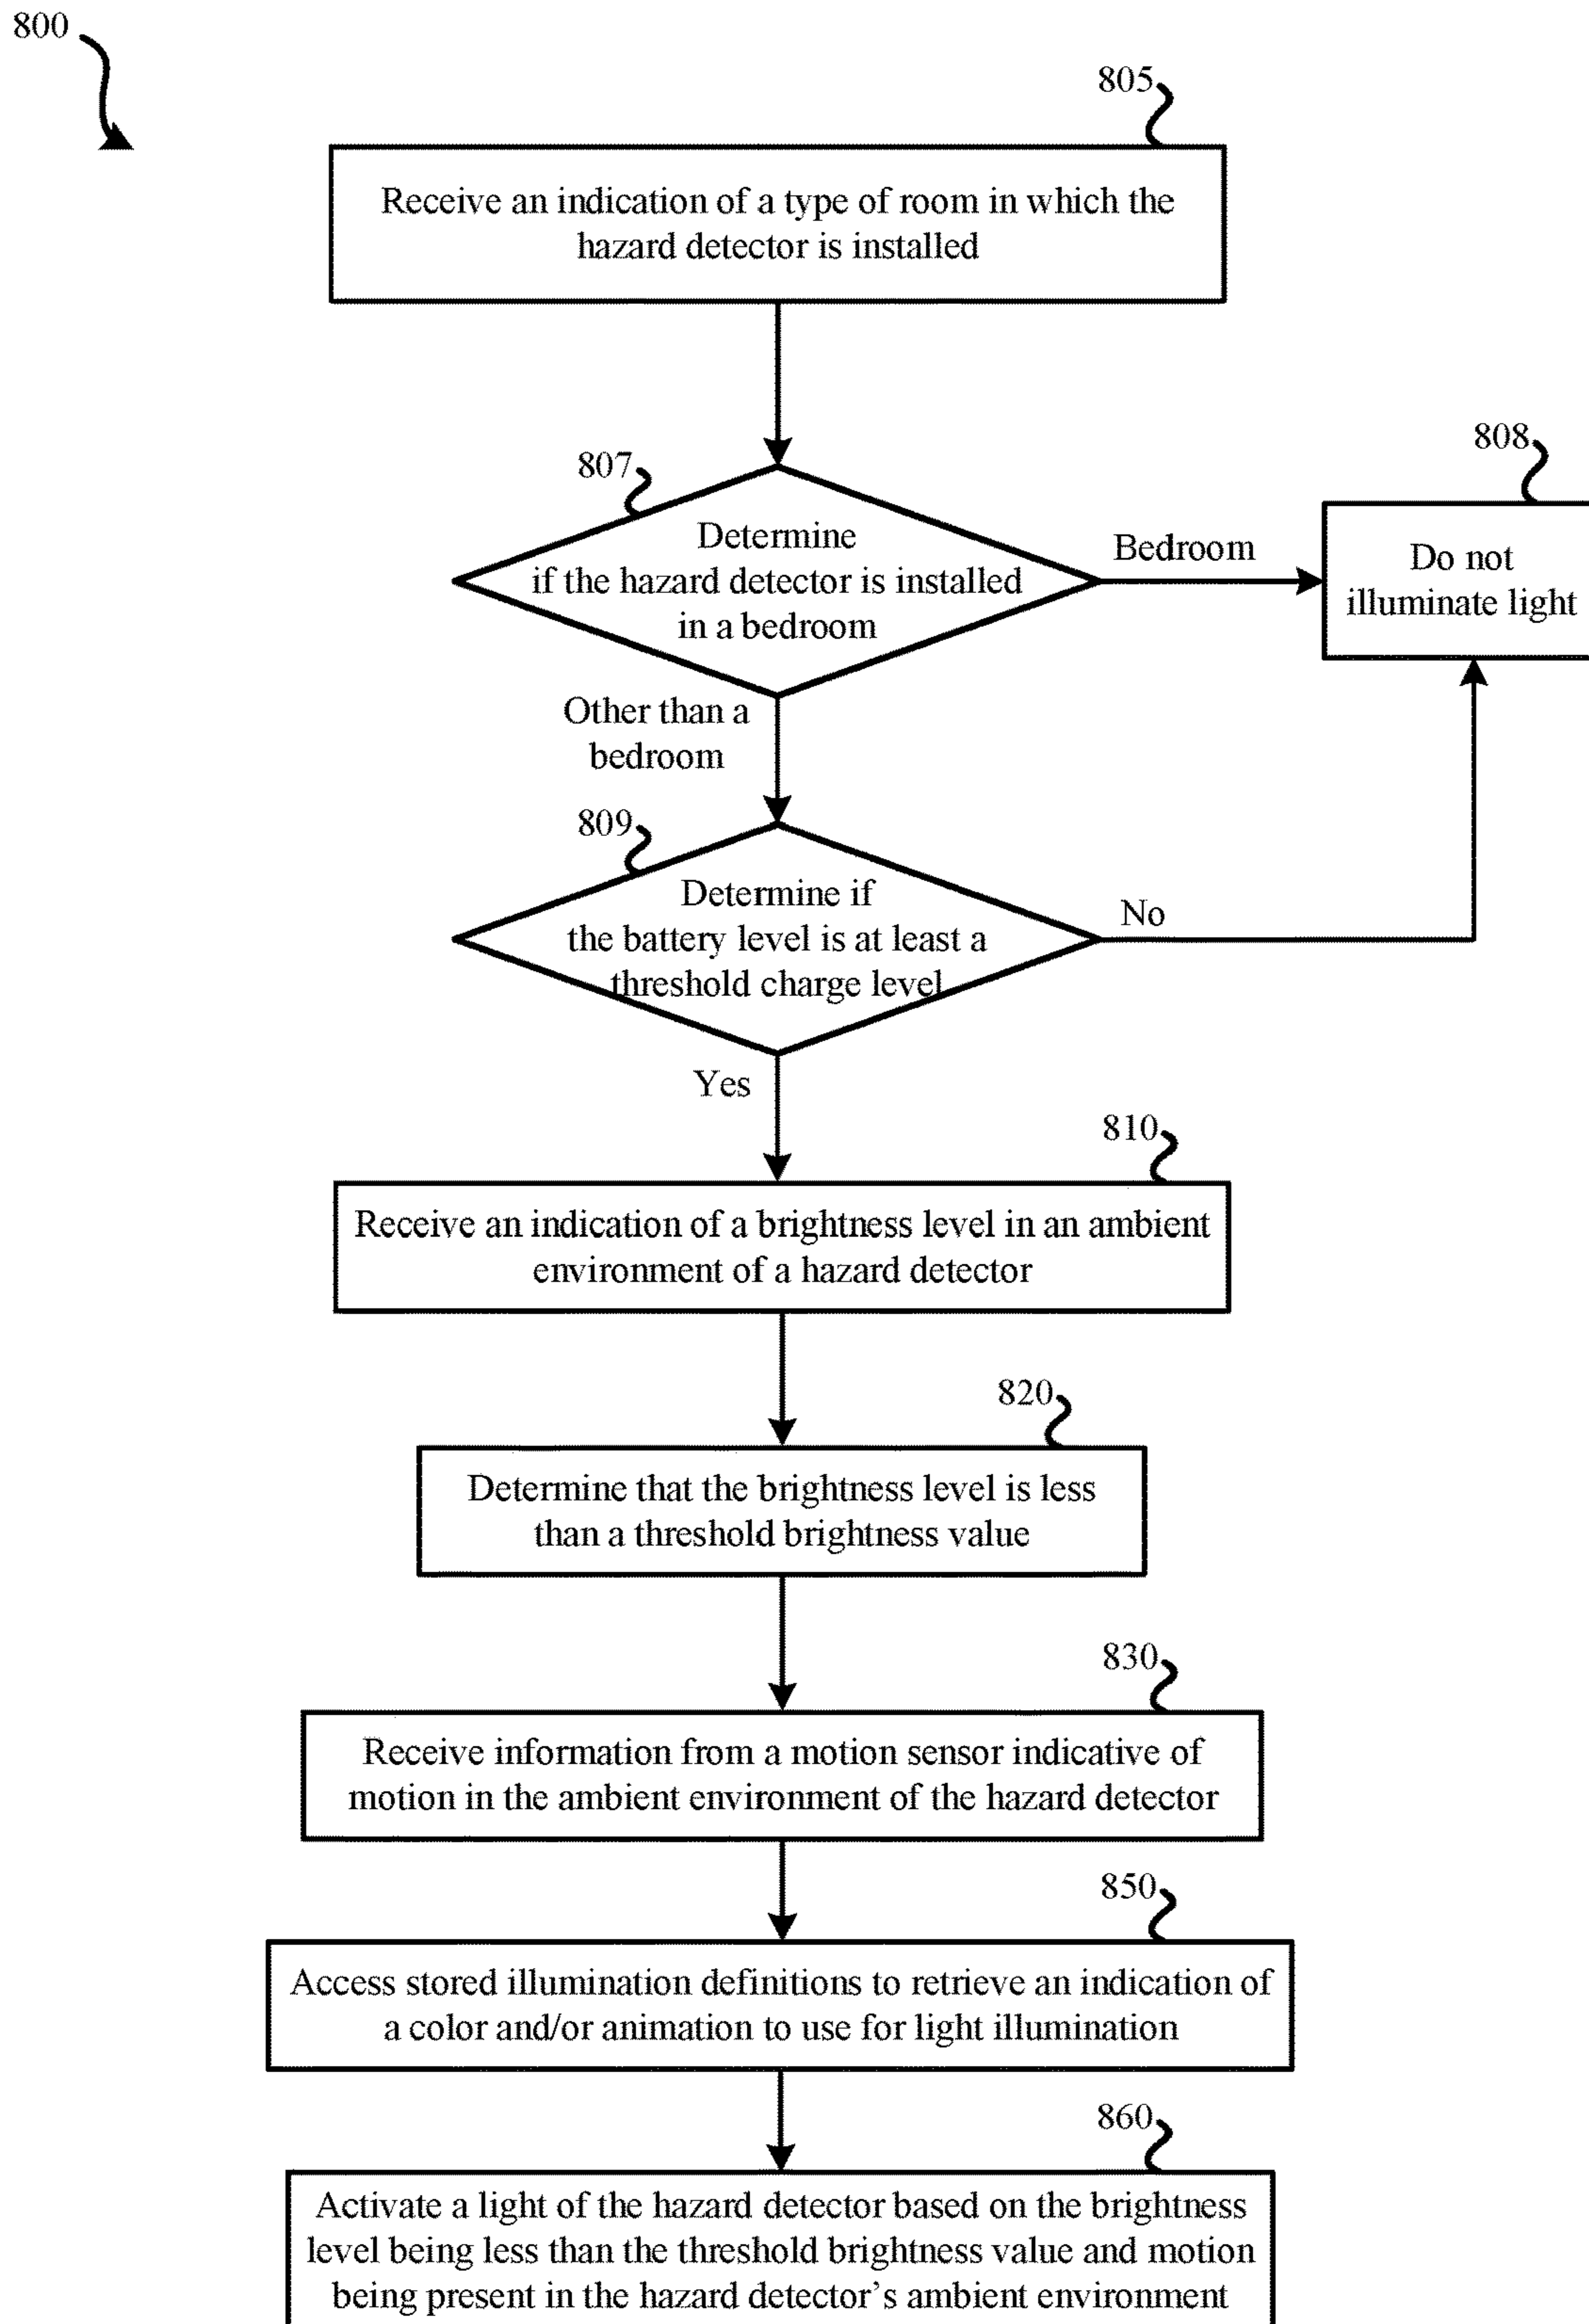 800
805
Receive an indication of a type of room in which the
hazard detector is installed
807
Determine
if the hazard detector is installed
in a bedroom
Bedroom
808
Do not
illuminate light
Other than a
bedroom
809
Determine if
the battery level is at least a
threshold charge level
No
Yes
810
Receive an indication of a brightness level in an ambient
environment of a hazard detector
820
Determine that the brightness level is less
than a threshold brightness value
830
Receive information from a motion sensor indicative of
motion in the ambient environment of the hazard detector
850
Access stored illumination definitions to retrieve an indication of
a color and/or animation to use for light illumination
860
Activate a light of the hazard detector based on the brightness
level being less than the threshold brightness value and motion
being present in the hazard detector's ambient environment